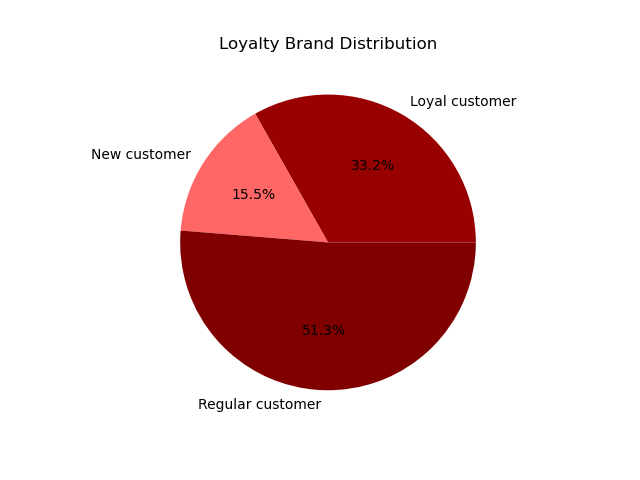 Loyalty Brand Distribution
Loyal customer
33.2%
New customer
15.5%
51.3%
Regular customer